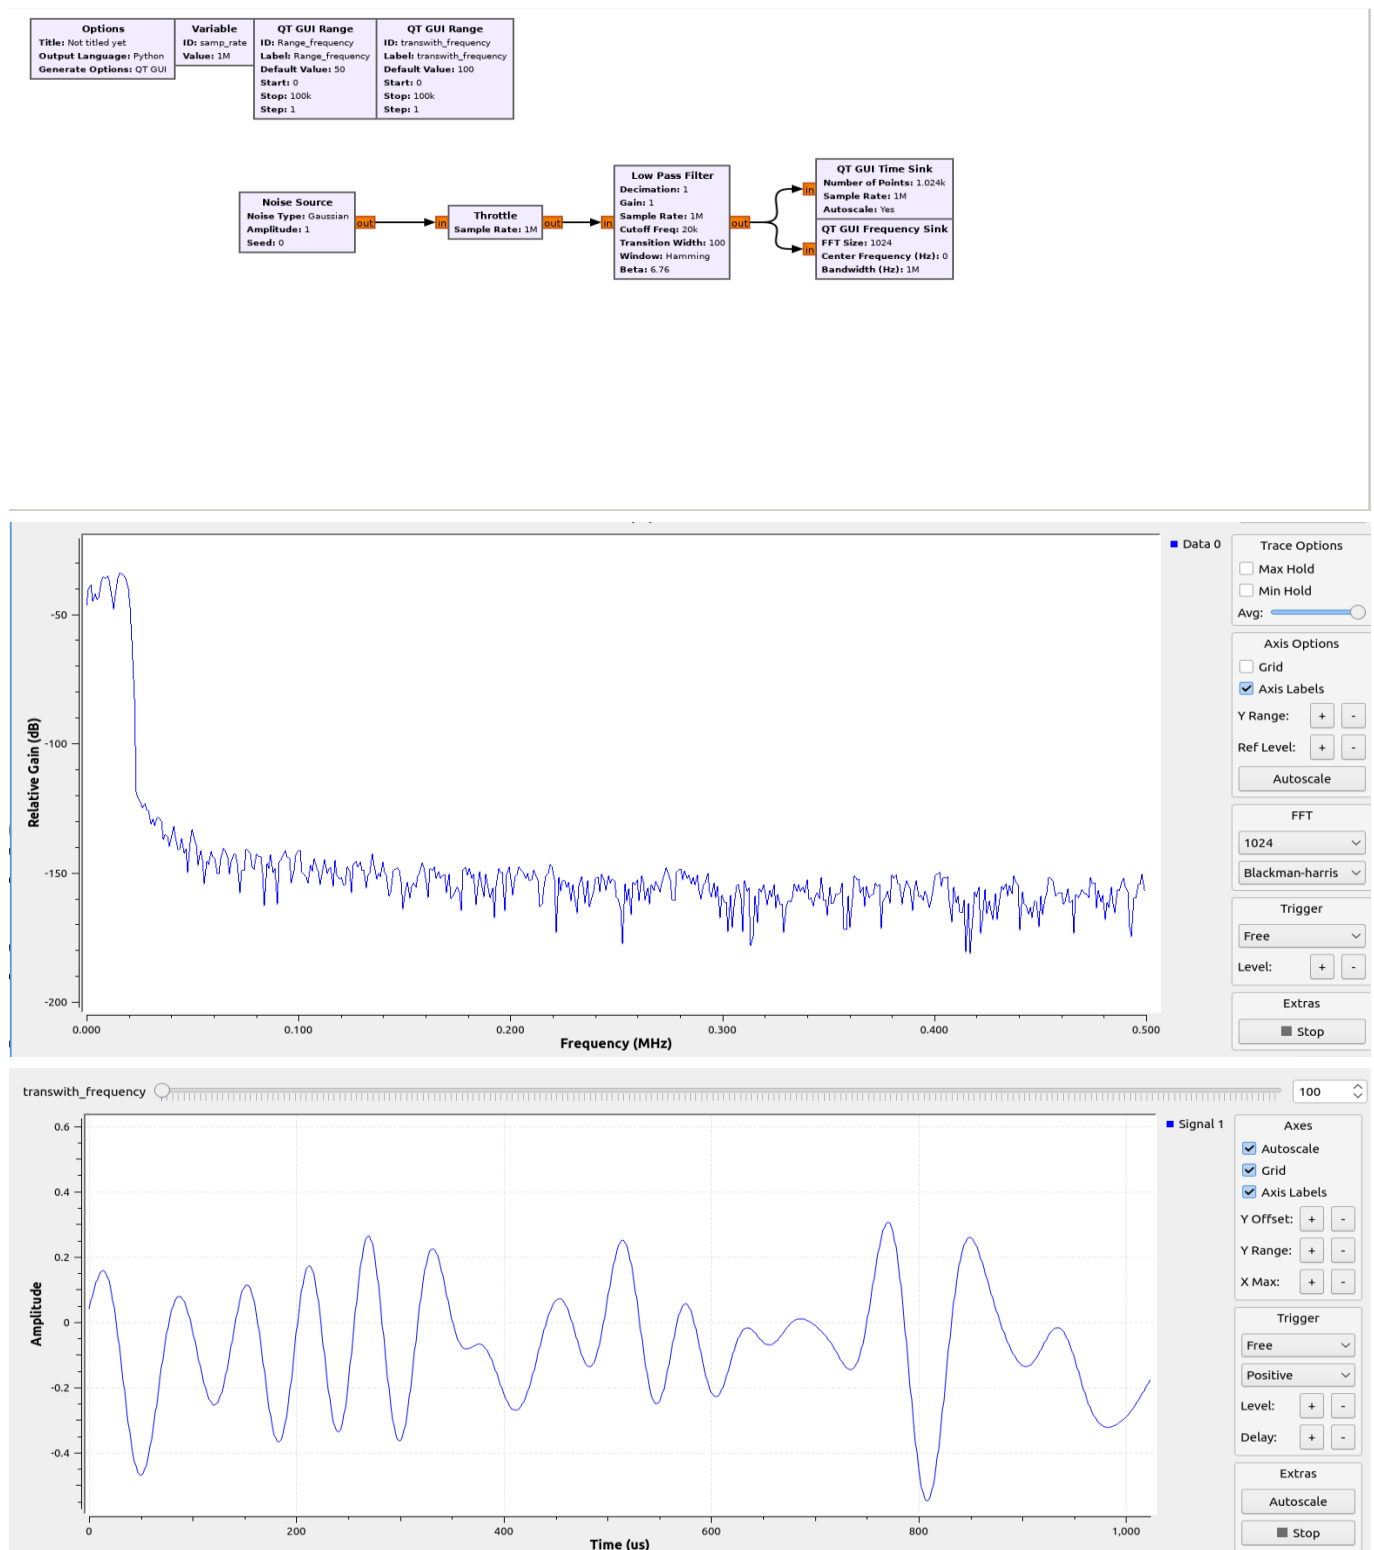 Options
Title: Not titled yet
Output Language: Python
Generate Options: QT GUI
Variable
ID: samp_rate
Value: 1M
QT GUI Range
ID: Range_frequency
Label: Range_frequency
Default Value: 50
Start: 0
Stop: 100k
Step: 1
QT GUI Range
ID: transwith_frequency
Label: transwith_frequency
Default Value: 100
Start: 0
Stop: 100k
Step: 1
Noise Source
Noise Type: Gaussian
Amplitude: 1
Seed: 0
out
in
Throttle
Sample Rate: 1M
out
in
Low Pass Filter
Decimation: 1
Gain: 1
Sample Rate: 1M
Cutoff Freq: 20k
Transition Width: 100
Window: Hamming
Beta: 6.76
out
in
QT GUI Time Sink
Number of Points: 1.024k
Sample Rate: 1M
Autoscale: Yes
in
QT GUI Frequency Sink
FFT Size: 1024
Center Frequency (Hz): 0
Bandwidth (Hz): 1M
Relative Gain (dB)
-50
-100
-150
-200
0.000
0.100
0.200
0.300
0.400
0.500
Frequency (MHz)
Data 0
Trace Options
Max Hold
Min Hold
Avg:
Axis Options
Grid
Axis Labels
Y Range: + -
Ref Level: + -
Autoscale
FFT
1024
Blackman-harris
Trigger
Free
Level: + -
Extras
Stop
transwith_frequency
100
Amplitude
0.6
0.4
0.2
0
-0.2
-0.4
0
200
400
600
800
1,000
Time (us)
Signal 1
Axes
Autoscale
Grid
Axis Labels
Y Offset: + -
Y Range: + -
X Max: + -
Trigger
Free
Positive
Level: + -
Delay: + -
Extras
Autoscale
Stop